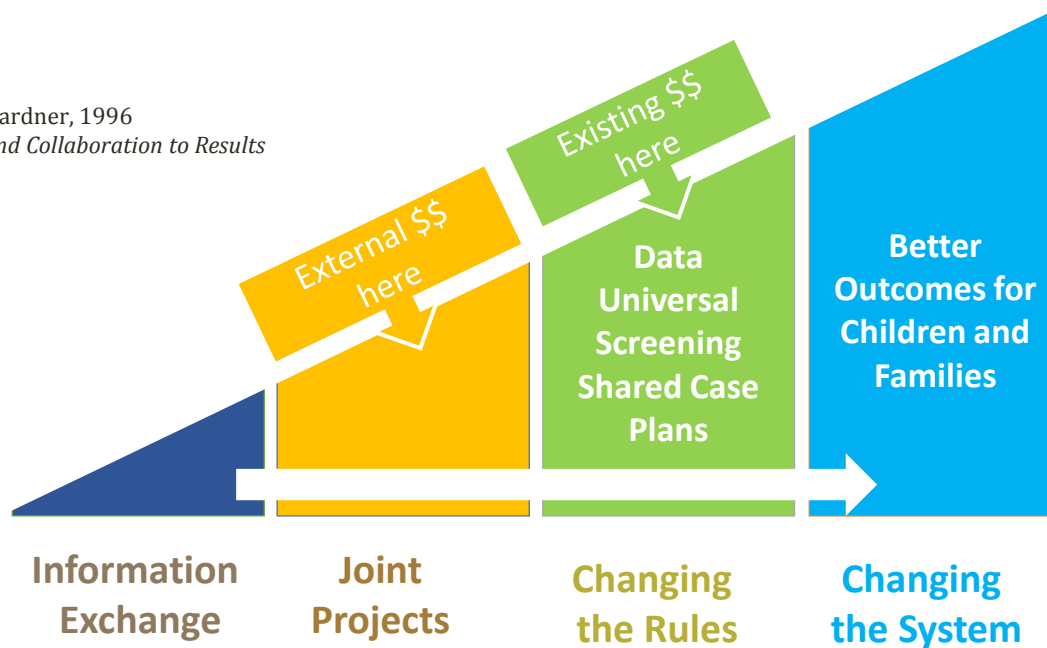 ardner, 1996
nd Collaboration to Results
External $$
here
Existing $$
here
Data
Universal
Screening
Shared Case
Plans
Better
Outcomes for
Children and
Families
Information
Exchange
Joint
Projects
Changing
the Rules
Changing
the System